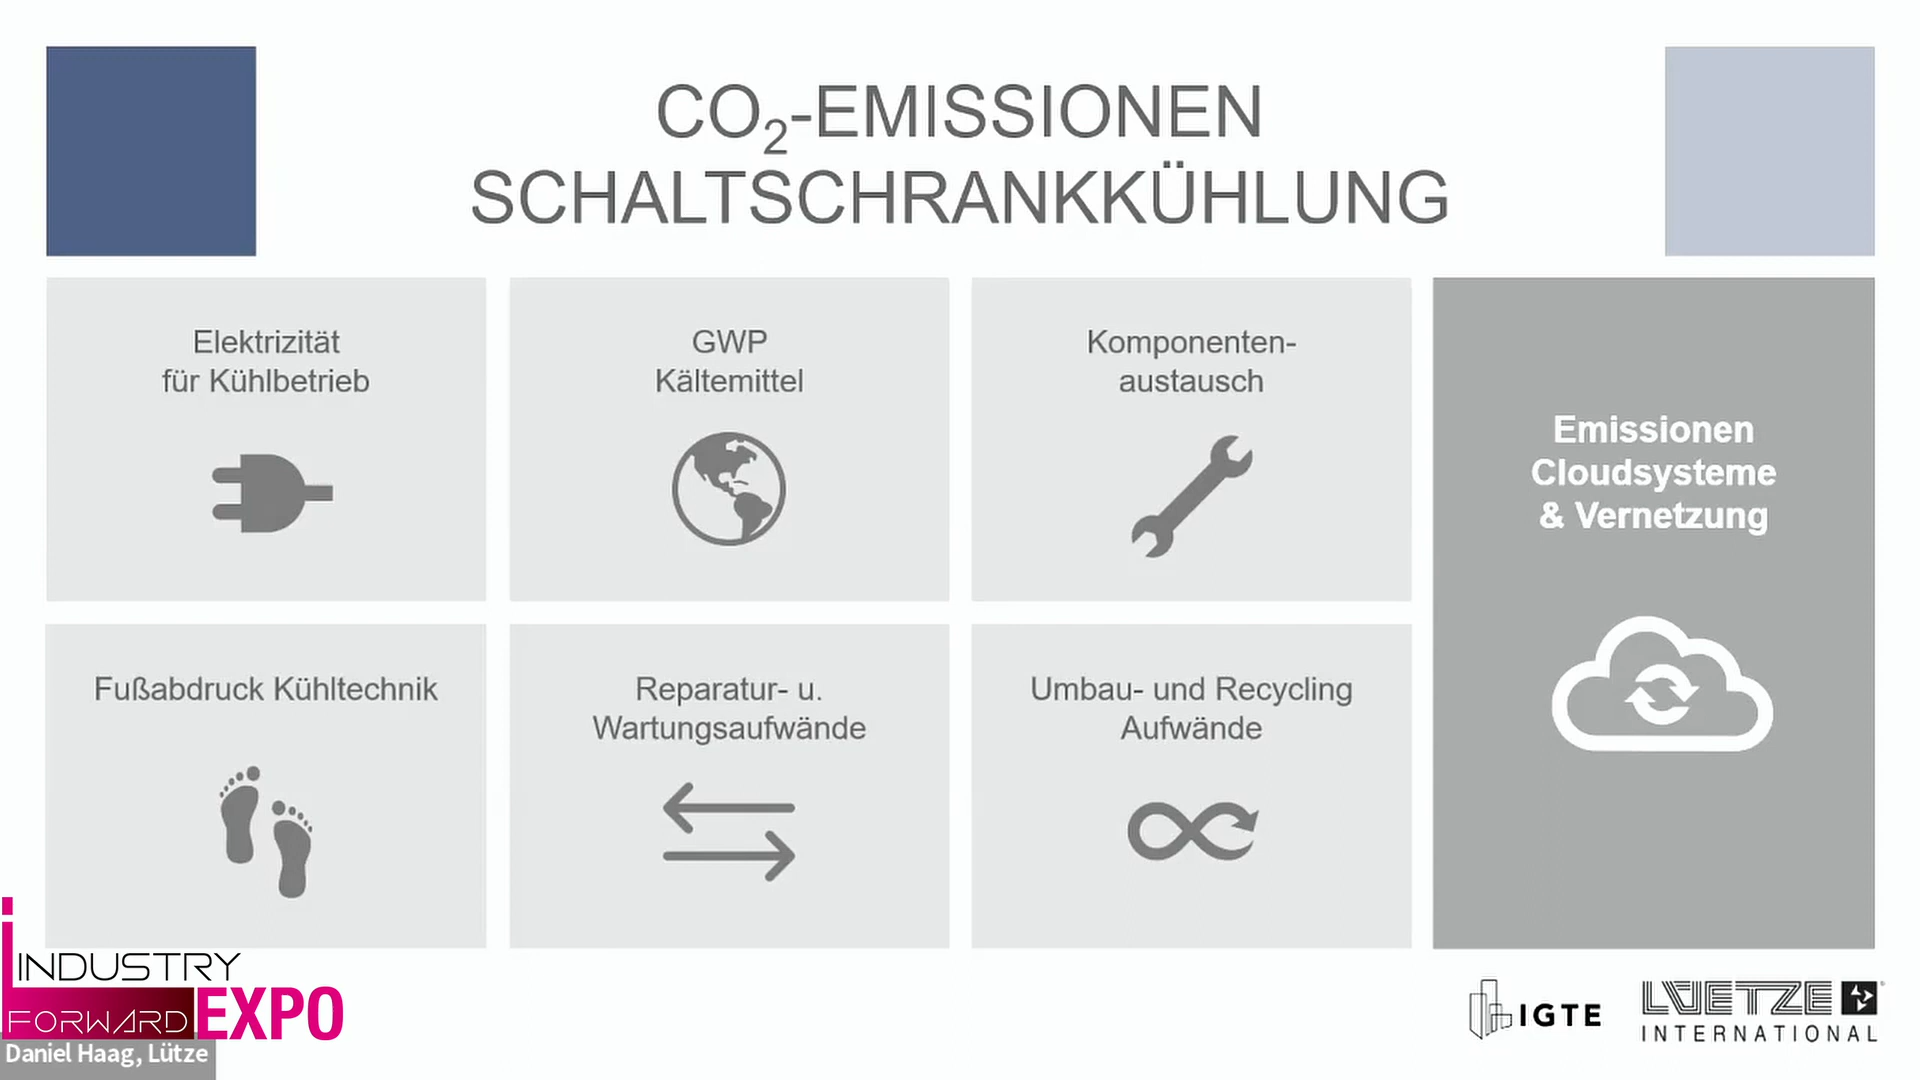 CO₂-EMISSIONEN
SCHALTSCHRANKKÜHLUNG
Elektrizität
für Kühlbetrieb
GWP
Kältemittel
Komponenten-
austausch
Emissionen
Cloudsysteme
& Vernetzung
Fußabdruck Kühltechnik
Reparatur- u.
Wartungsaufwände
Umbau- und Recycling
Aufwände
INDUSTRY
FORWARD EXPO
Daniel Haag, Lütze
IGTE
LUETZE
INTERNATIONAL